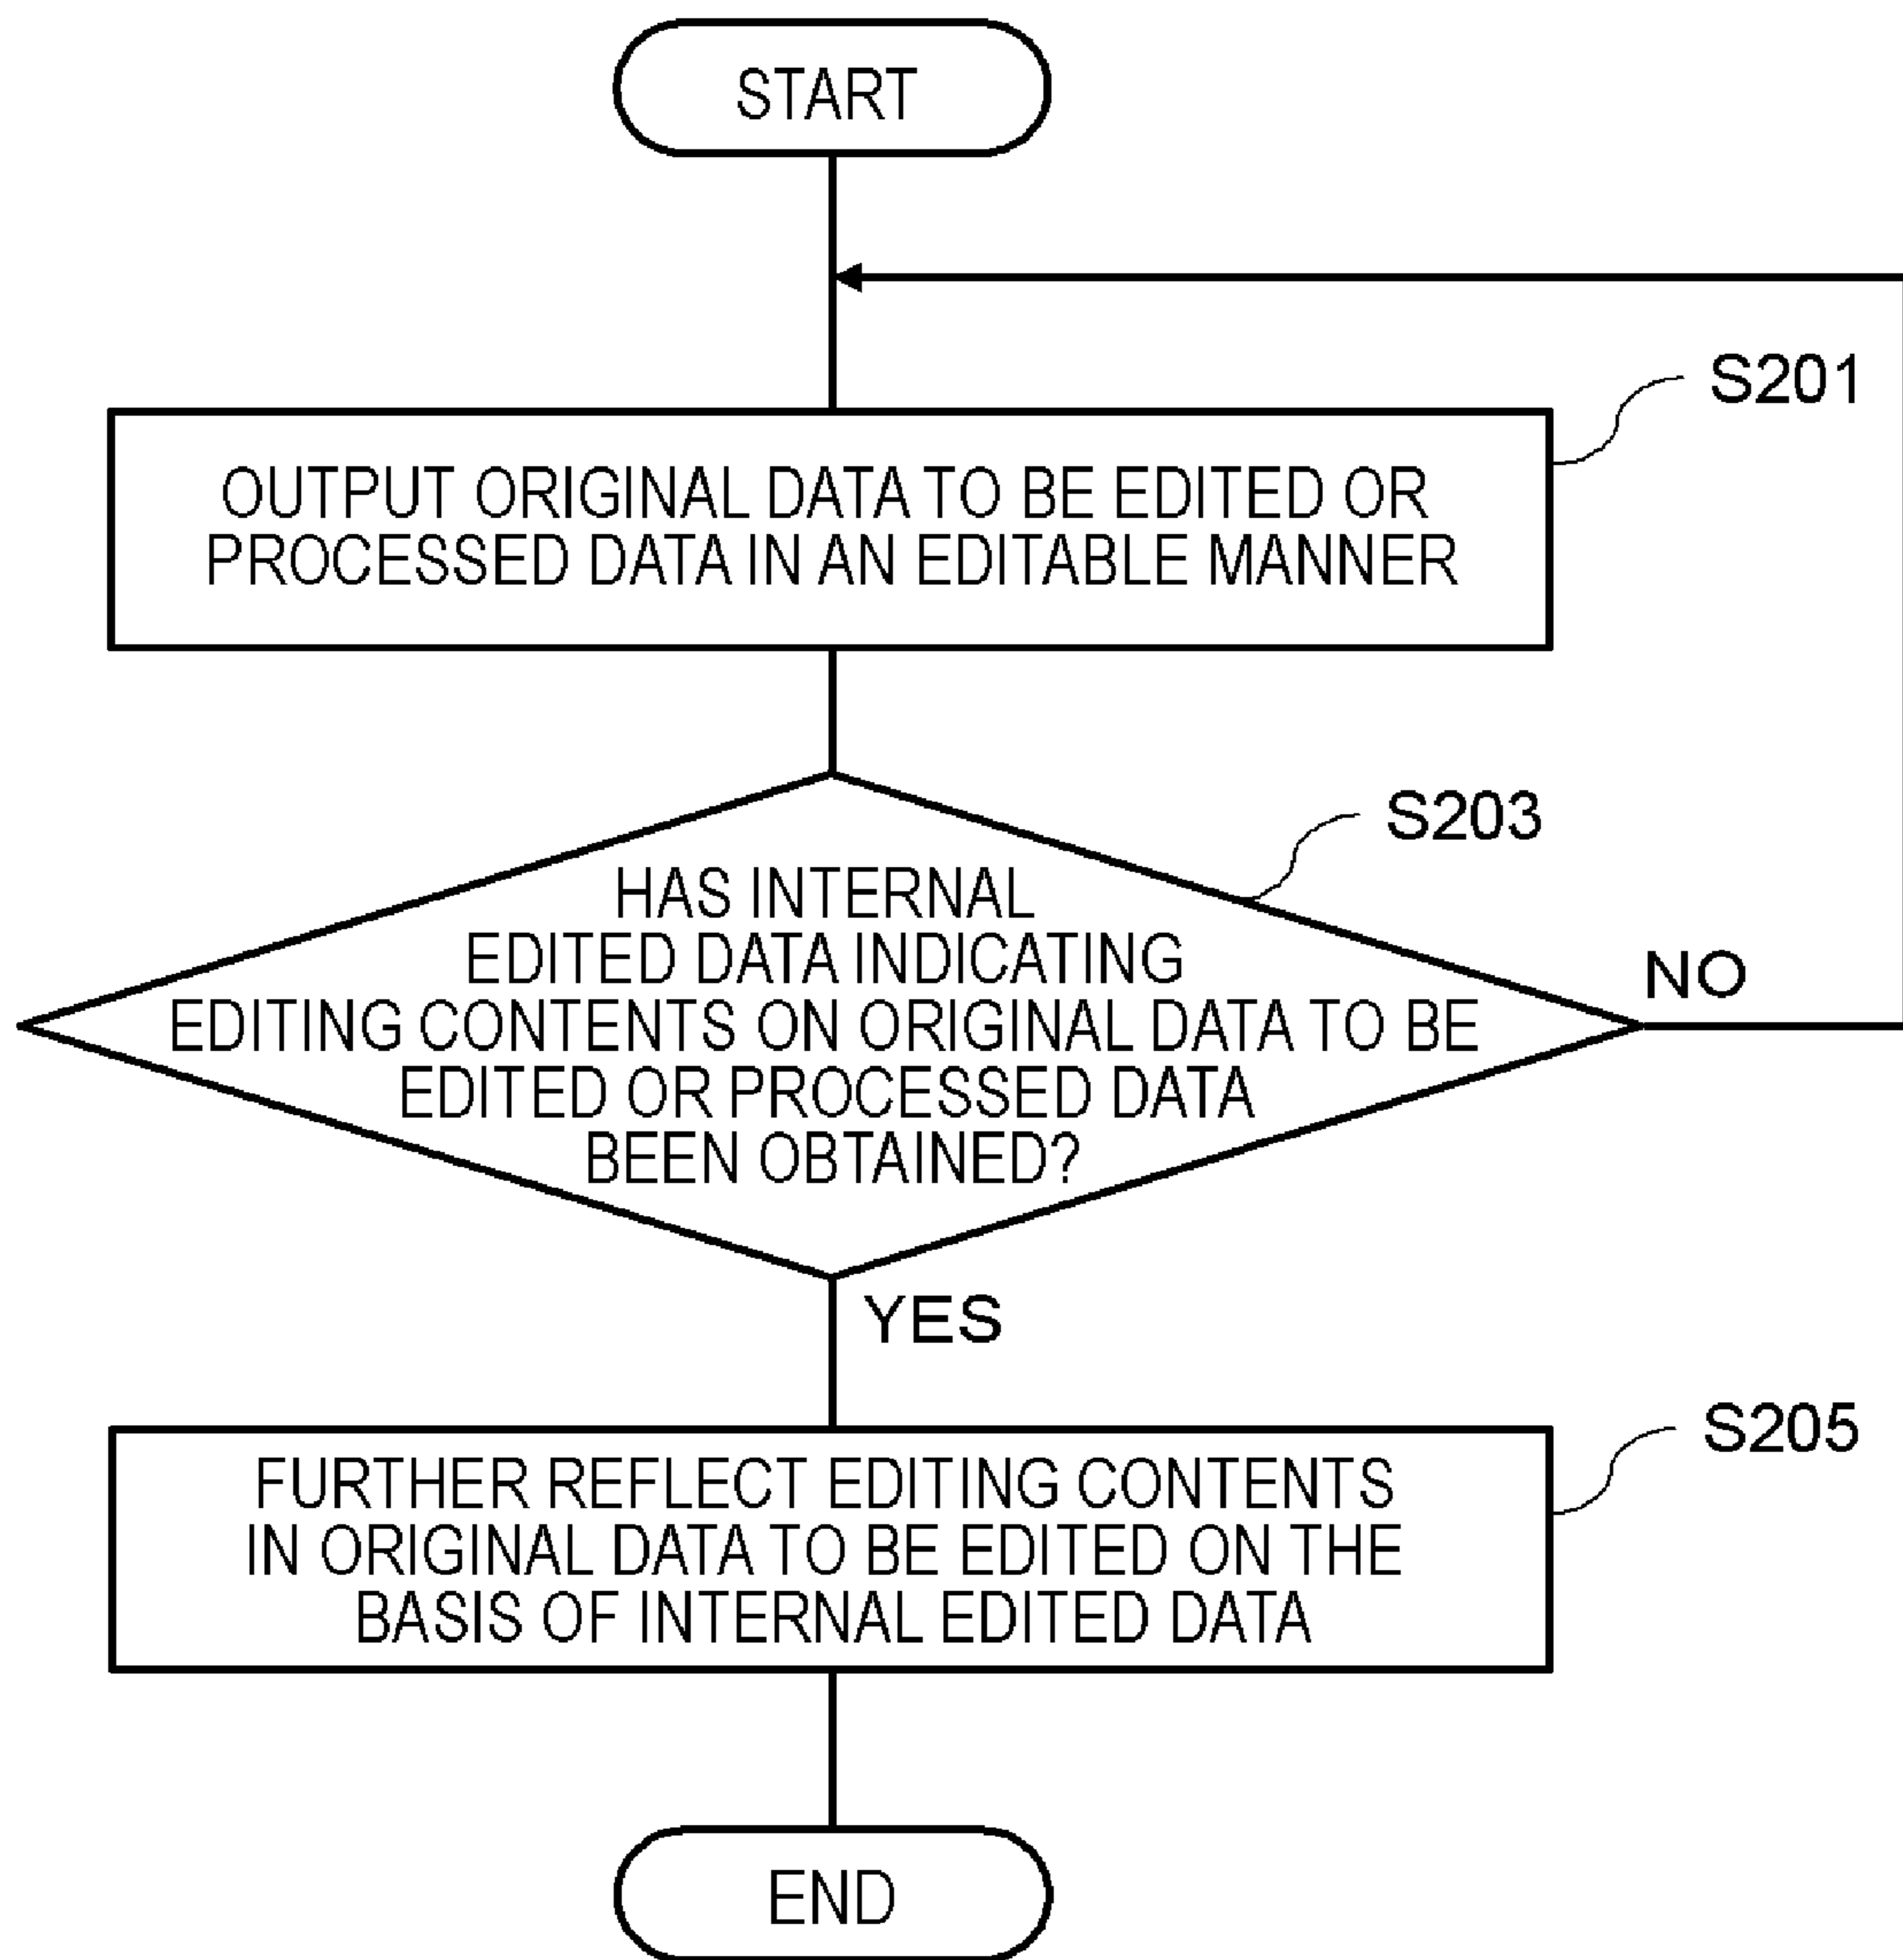 START
S201
OUTPUT ORIGINAL DATA TO BE EDITED OR
PROCESSED DATA IN AN EDITABLE MANNER
S203
HAS INTERNAL
EDITED DATA INDICATING
EDITING CONTENTS ON ORIGINAL DATA TO BE
EDITED OR PROCESSED DATA
BEEN OBTAINED?
NO
YES
S205
FURTHER REFLECT EDITING CONTENTS
IN ORIGINAL DATA TO BE EDITED ON THE
BASIS OF INTERNAL EDITED DATA
END